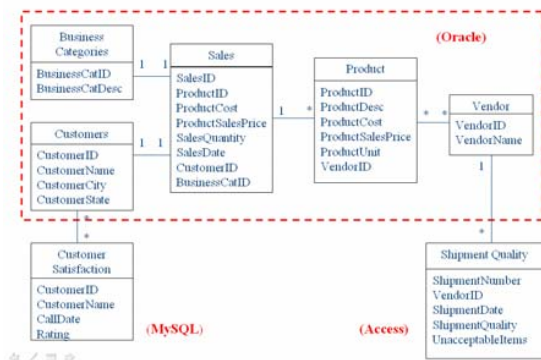 (Oracle)
Business
Categories
BusinessCatID
BusinessCatDesc
1
1
Sales
SalesID
ProductID
ProductCost
ProductSalesPrice
SalesQuantity
SalesDate
CustomerID
BusinessCatID
Customers
CustomerID
CustomerName
CustomerCity
CustomerState
1
1
1
*
Product
ProductID
ProductDesc
ProductCost
ProductSalesPrice
ProductUnit
VendorID
*
*
Vendor
VendorID
VendorName
1
*
*
*
Customer
Satisfaction
CustomerID
CustomerName
CallDate
Rating
(MySQL)
(Access)
Shipment Quality
ShipmentNumber
VendorID
ShipmentDate
ShipmentQuality
UnacceptableItems